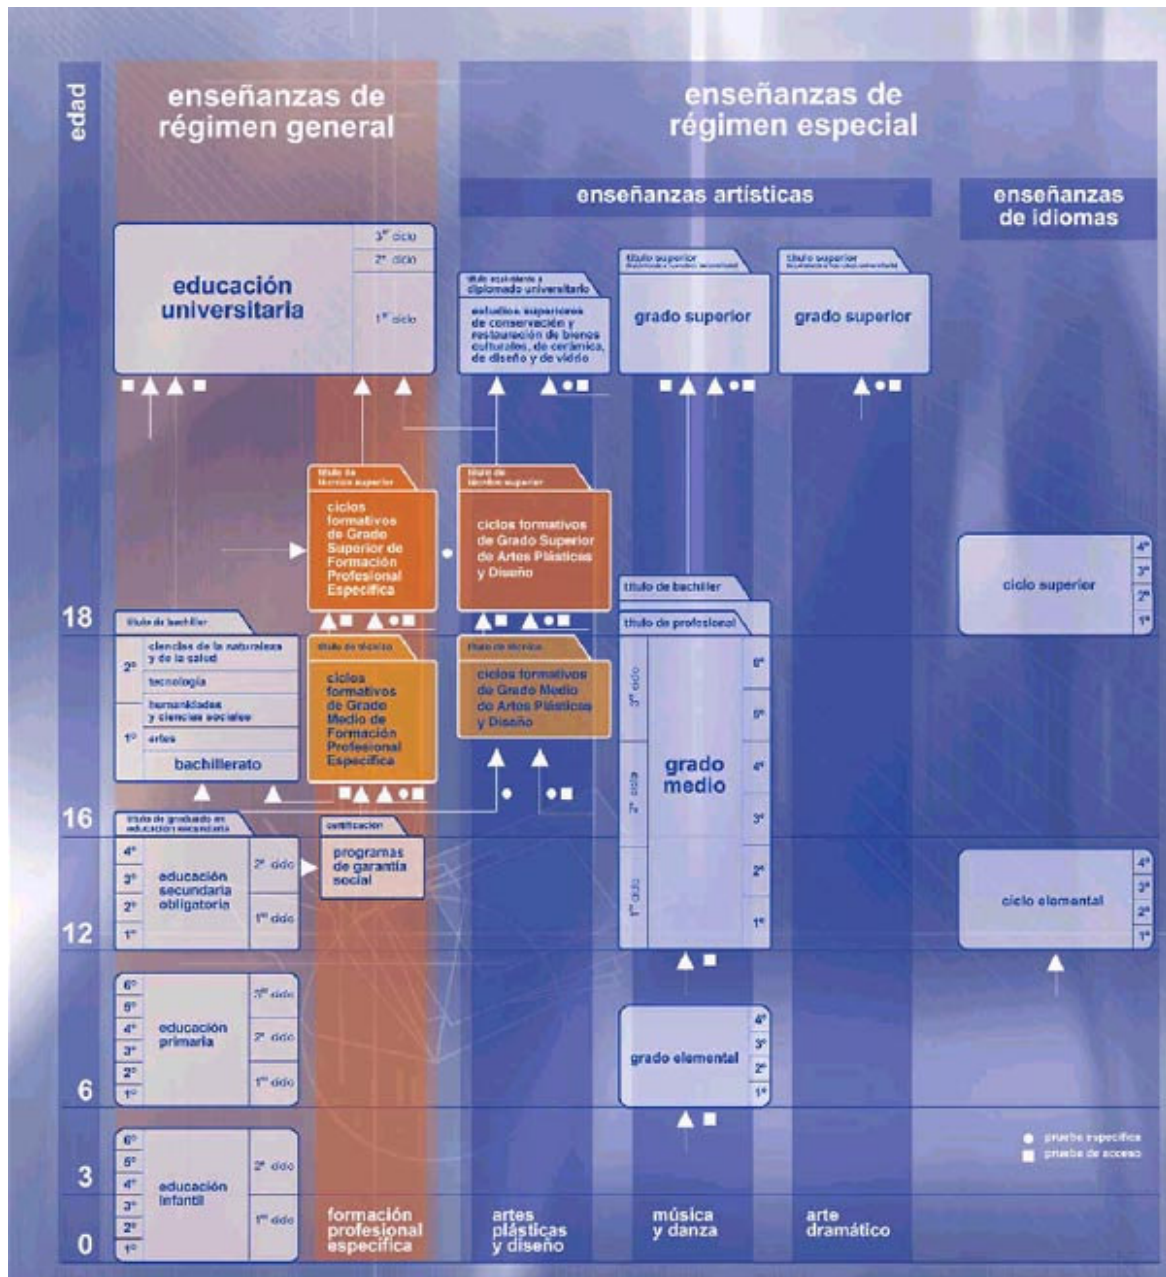 edad
enseñanzas de
régimen general
enseñanzas de
régimen especial
enseñanzas artísticas
enseñanzas
de idiomas
educación
universitaria
3er ciclo
2º ciclo
1er ciclo
título equivalente a
diplomado universitario
estudios superiores
de conservación y
restauración de bienes
culturales, de cerámica,
de diseño y de vidrio
título superior
grado superior
título superior
grado superior
título de
técnico superior
ciclos
formativos
de Grado
Superior de
Formación
Profesional
Específica
título de
técnico superior
ciclos formativos
de Grado Superior
de Artes Plásticas
y Diseño
ciclo superior
4º
3º
2º
1º
18
título de bachiller
2º
ciencias de la naturaleza
y de la salud
tecnología
humanidades
y ciencias sociales
1º
artes
bachillerato
título de técnico
ciclos
formativos
de Grado
Medio de
Formación
Profesional
Específica
título de técnico
ciclos formativos
de Grado Medio
de Artes Plásticas
y Diseño
título de bachiller
título de profesional
3er ciclo
2º ciclo
1er ciclo
grado
medio
6º
5º
4º
3º
2º
1º
16
título de graduado en
educación secundaria
4º
3º
2º
1º
educación
secundaria
obligatoria
2º ciclo
1er ciclo
certificación
programas
de garantía
social
ciclo elemental
4º
3º
2º
1º
12
6º
5º
4º
3º
2º
1º
educación
primaria
3er ciclo
2º ciclo
1er ciclo
grado elemental
4º
3º
2º
1º
6
6º
5º
4º
3º
2º
1º
educación
infantil
2º ciclo
1er ciclo
prueba específica
prueba de acceso
3
0
formación
profesional
específica
artes
plásticas
y diseño
música
y danza
arte
dramático